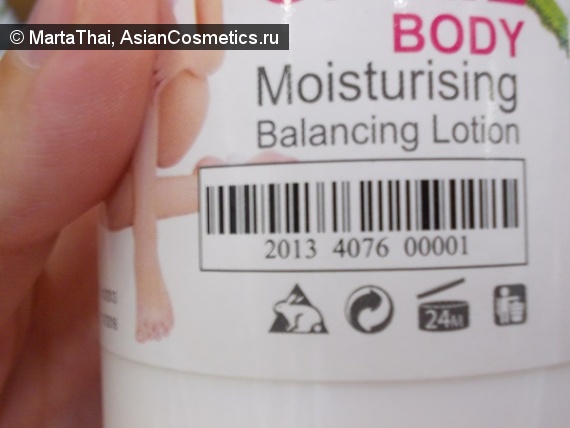 © MartaThai, AsianCosmetics.ru
BODY
Moisturising
Balancing Lotion
2013 4076 00001
24M